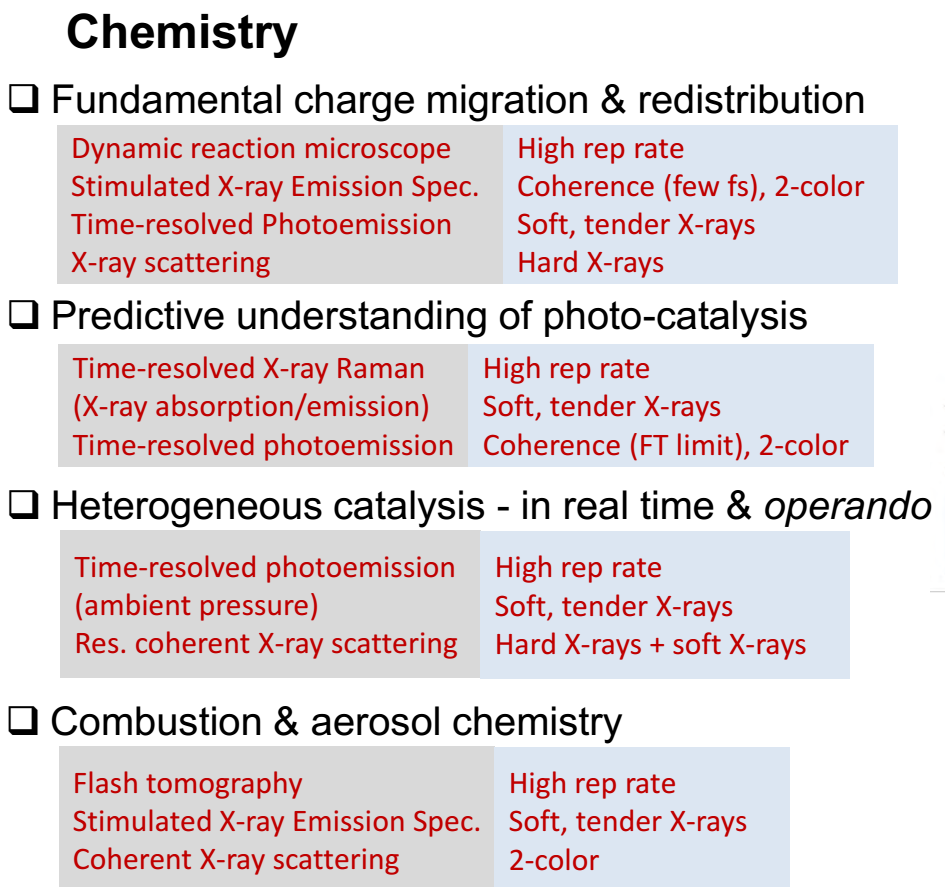 Chemistry
❑ Fundamental charge migration & redistribution
Dynamic reaction microscope
Stimulated X-ray Emission Spec.
Time-resolved Photoemission
X-ray scattering
High rep rate
Coherence (few fs), 2-color
Soft, tender X-rays
Hard X-rays
❑ Predictive understanding of photo-catalysis
Time-resolved X-ray Raman
(X-ray absorption/emission)
Time-resolved photoemission
High rep rate
Soft, tender X-rays
Coherence (FT limit), 2-color
❑ Heterogeneous catalysis - in real time & operando
Time-resolved photoemission
(ambient pressure)
Res. coherent X-ray scattering
High rep rate
Soft, tender X-rays
Hard X-rays + soft X-rays
❑ Combustion & aerosol chemistry
Flash tomography
Stimulated X-ray Emission Spec.
Coherent X-ray scattering
High rep rate
Soft, tender X-rays
2-color